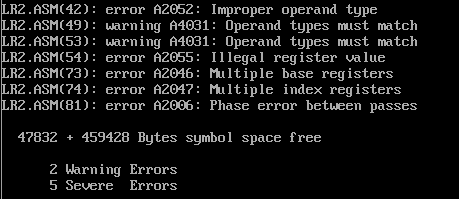 LR2.ASM(42): error A2052: Improper operand type
LR2.ASM(49): warning A4031: Operand types must match
LR2.ASM(53): warning A4031: Operand types must match
LR2.ASM(54): error A2055: Illegal register value
LR2.ASM(73): error A2046: Multiple base registers
LR2.ASM(74): error A2047: Multiple index registers
LR2.ASM(81): error A2006: Phase error between passes
47832 + 459428 Bytes symbol space free
2 Warning Errors
5 Severe  Errors